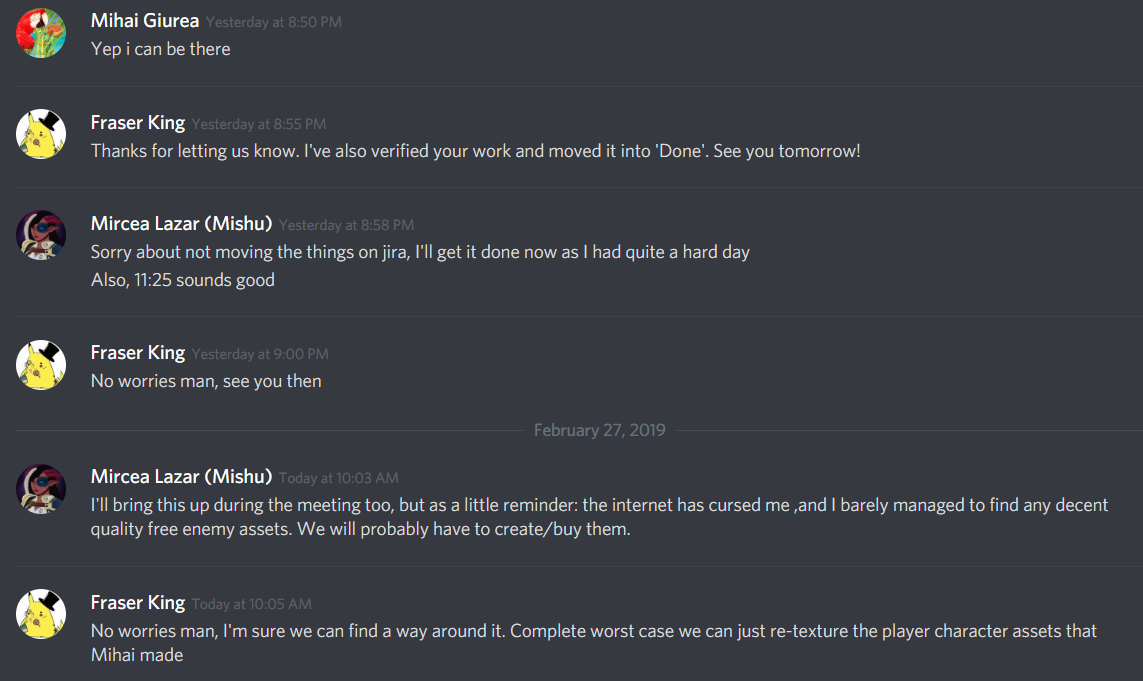 Mihai Giurea Yesterday at 8:50 PM
Yep i can be there
Fraser King Yesterday at 8:55 PM
Thanks for letting us know. I've also verified your work and moved it into 'Done'. See you tomorrow!
Mircea Lazar (Mishu) Yesterday at 8:58 PM
Sorry about not moving the things on jira, I'll get it done now as I had quite a hard day
Also, 11:25 sounds good
Fraser King Yesterday at 9:00 PM
No worries man, see you then
February 27, 2019
Mircea Lazar (Mishu) Today at 10:03 AM
I'll bring this up during the meeting too, but as a little reminder: the internet has cursed me ,and I barely managed to find any decent
quality free enemy assets. We will probably have to create/buy them.
Fraser King Today at 10:05 AM
No worries man, I'm sure we can find a way around it. Complete worst case we can just re-texture the player character assets that
Mihai made